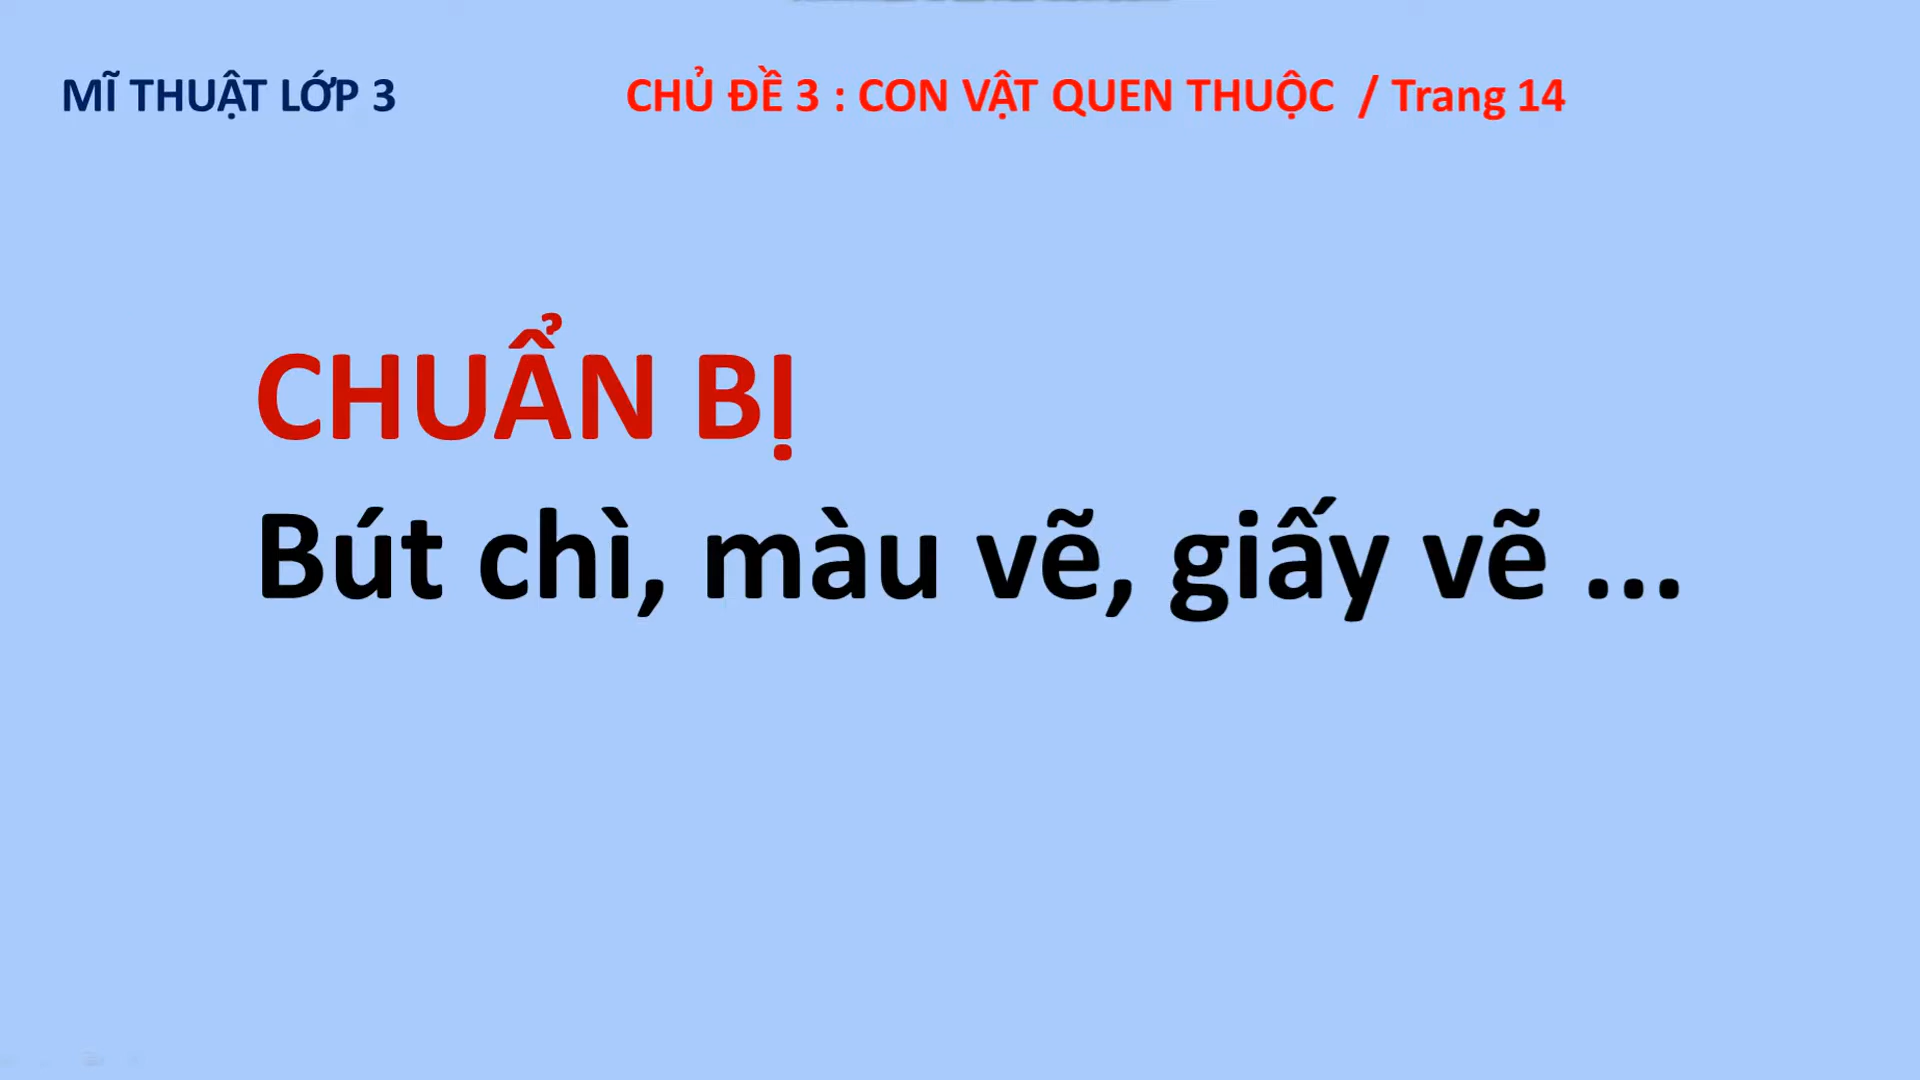 MĨ THUẬT LỚP 3
CHỦ ĐỀ 3 : CON VẬT QUEN THUỘC / Trang 14
CHUẨN BỊ
Bút chì, màu vẽ, giấy vẽ ...